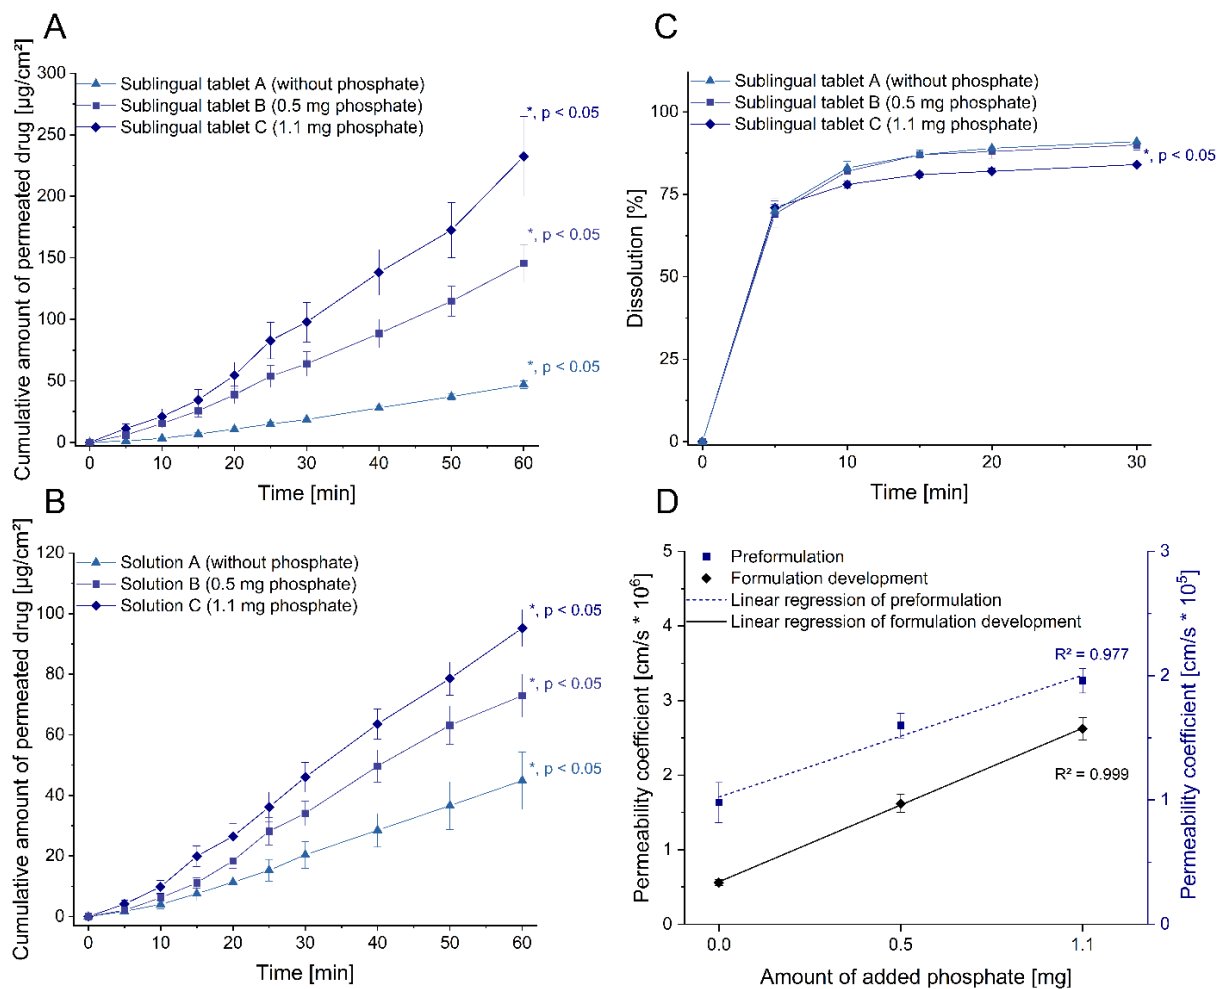 A
Cumulative amount of permeated drug [µg/cm²]
300
250
200
150
100
50
0
Sublingual tablet A (without phosphate)
Sublingual tablet B (0.5 mg phosphate)
Sublingual tablet C (1.1 mg phosphate)
*, p < 0.05
*, p < 0.05
*, p < 0.05
0 10 20 30 40 50 60
Time [min]
C
Dissolution [%]
100
75
50
25
0
Sublingual tablet A (without phosphate)
Sublingual tablet B (0.5 mg phosphate)
Sublingual tablet C (1.1 mg phosphate)
*, p < 0.05
0 10 20 30
Time [min]
B
Cumulative amount of permeated drug [µg/cm²]
120
100
80
60
40
20
0
Solution A (without phosphate)
Solution B (0.5 mg phosphate)
Solution C (1.1 mg phosphate)
*, p < 0.05
*, p < 0.05
*, p < 0.05
0 10 20 30 40 50 60
Time [min]
D
Permeability coefficient [cm/s * 10⁶]
5
4
3
2
1
0
Preformulation
Formulation development
Linear regression of preformulation
Linear regression of formulation development
R² = 0.977
R² = 0.999
3
2
1
0
Permeability coefficient [cm/s * 10⁵]
0.0 0.5 1.1
Amount of added phosphate [mg]